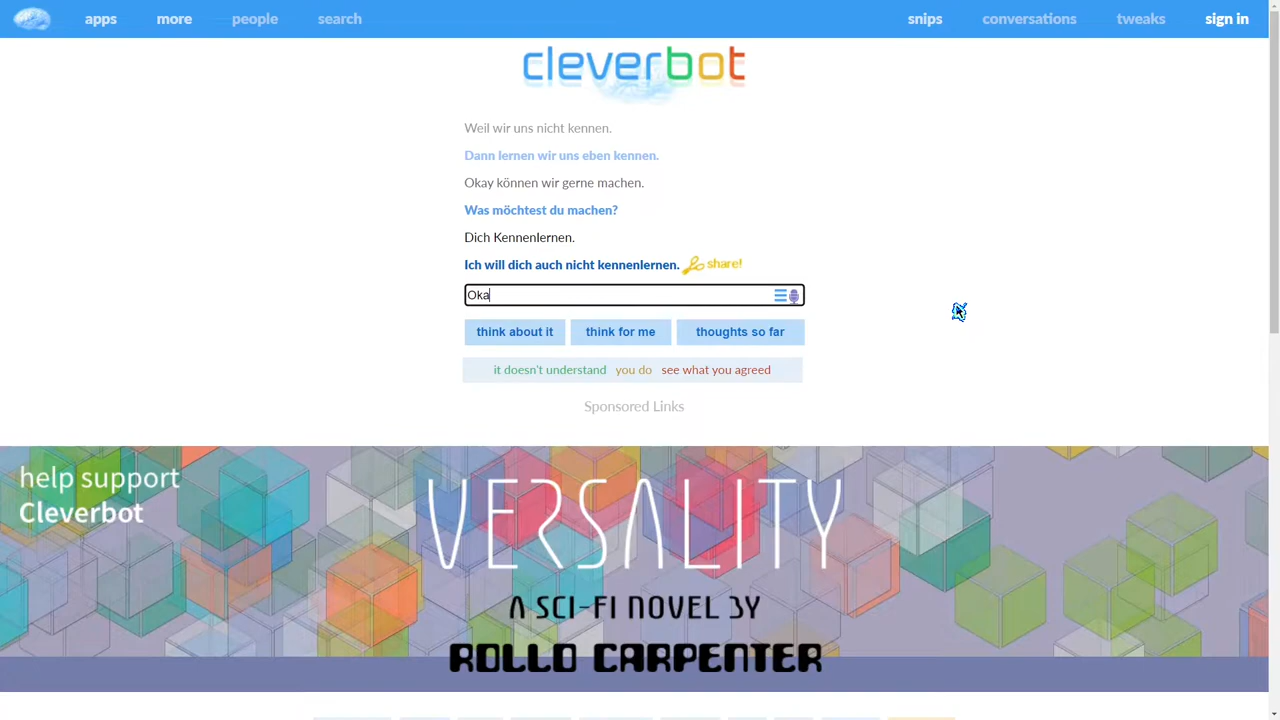 apps more people search snips conversations tweaks sign in
cleverbot
Weil wir uns nicht kennen.
Dann lernen wir uns eben kennen.
Okay können wir gerne machen.
Was möchtest du machen?
Dich Kennenlernen.
Ich will dich auch nicht kennenlernen. share!
Oka
think about it think for me thoughts so far
it doesn't understand you do see what you agreed
Sponsored Links
help support
Cleverbot
VERSALITY
A SCI-FI NOVEL BY
ROLLO CARPENTER